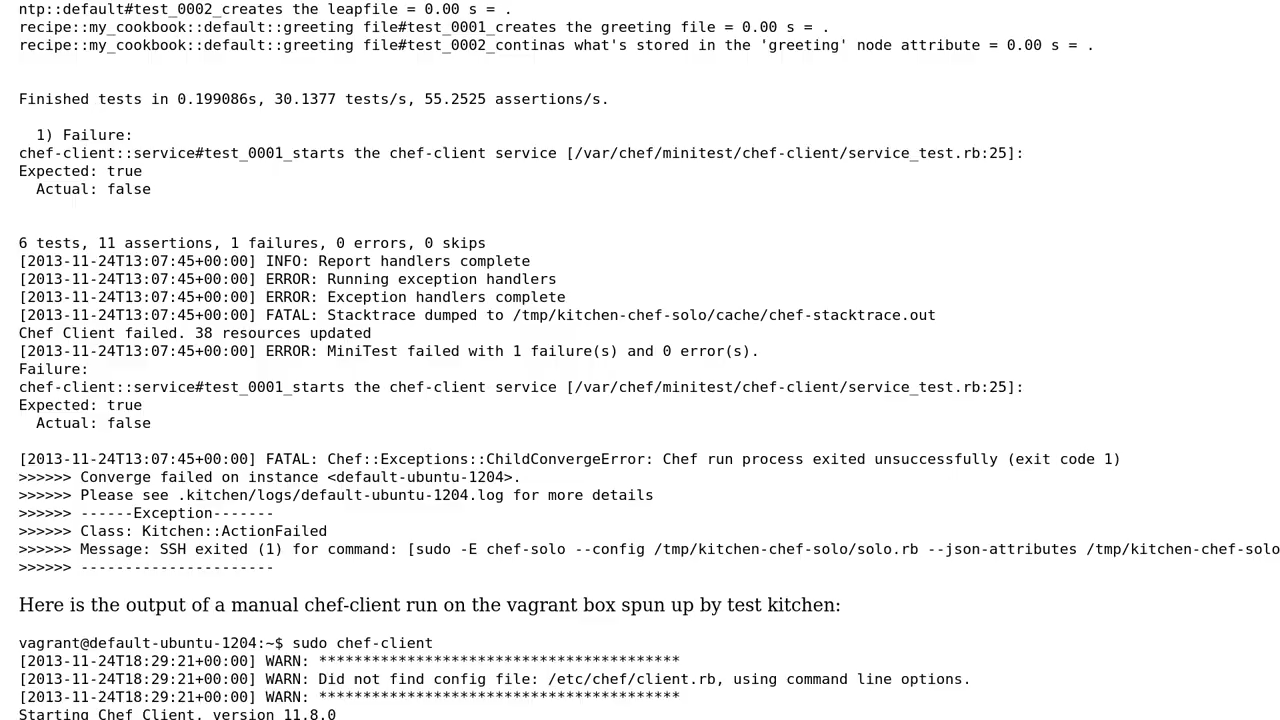 ntp::default#test_0002_creates the leapfile = 0.00 s = .
recipe::my_cookbook::default::greeting file#test_0001_creates the greeting file = 0.00 s = .
recipe::my_cookbook::default::greeting file#test_0002_continas what's stored in the 'greeting' node attribute = 0.00 s = .
Finished tests in 0.199086s, 30.1377 tests/s, 55.2525 assertions/s.
1) Failure:
chef-client::service#test_0001_starts the chef-client service [/var/chef/minitest/chef-client/service_test.rb:25]:
Expected: true
Actual: false
6 tests, 11 assertions, 1 failures, 0 errors, 0 skips
[2013-11-24T13:07:45+00:00] INFO: Report handlers complete
[2013-11-24T13:07:45+00:00] ERROR: Running exception handlers
[2013-11-24T13:07:45+00:00] ERROR: Exception handlers complete
[2013-11-24T13:07:45+00:00] FATAL: Stacktrace dumped to /tmp/kitchen-chef-solo/cache/chef-stacktrace.out
Chef Client failed. 38 resources updated
[2013-11-24T13:07:45+00:00] ERROR: MiniTest failed with 1 failure(s) and 0 error(s).
Failure:
chef-client::service#test_0001_starts the chef-client service [/var/chef/minitest/chef-client/service_test.rb:25]:
Expected: true
Actual: false
[2013-11-24T13:07:45+00:00] FATAL: Chef::Exceptions::ChildConvergeError: Chef run process exited unsuccessfully (exit code 1)
>>>>>> Converge failed on instance <default-ubuntu-1204>.
>>>>>> Please see .kitchen/logs/default-ubuntu-1204.log for more details
>>>>>> ------Exception-------
>>>>>> Class: Kitchen::ActionFailed
>>>>>> Message: SSH exited (1) for command: [sudo -E chef-solo --config /tmp/kitchen-chef-solo/solo.rb --json-attributes /tmp/kitchen-chef-solo
>>>>>> ----------------------
Here is the output of a manual chef-client run on the vagrant box spun up by test kitchen:
vagrant@default-ubuntu-1204:~$ sudo chef-client
[2013-11-24T18:29:21+00:00] WARN: *****************************************
[2013-11-24T18:29:21+00:00] WARN: Did not find config file: /etc/chef/client.rb, using command line options.
[2013-11-24T18:29:21+00:00] WARN: *****************************************
Starting Chef Client, version 11.8.0